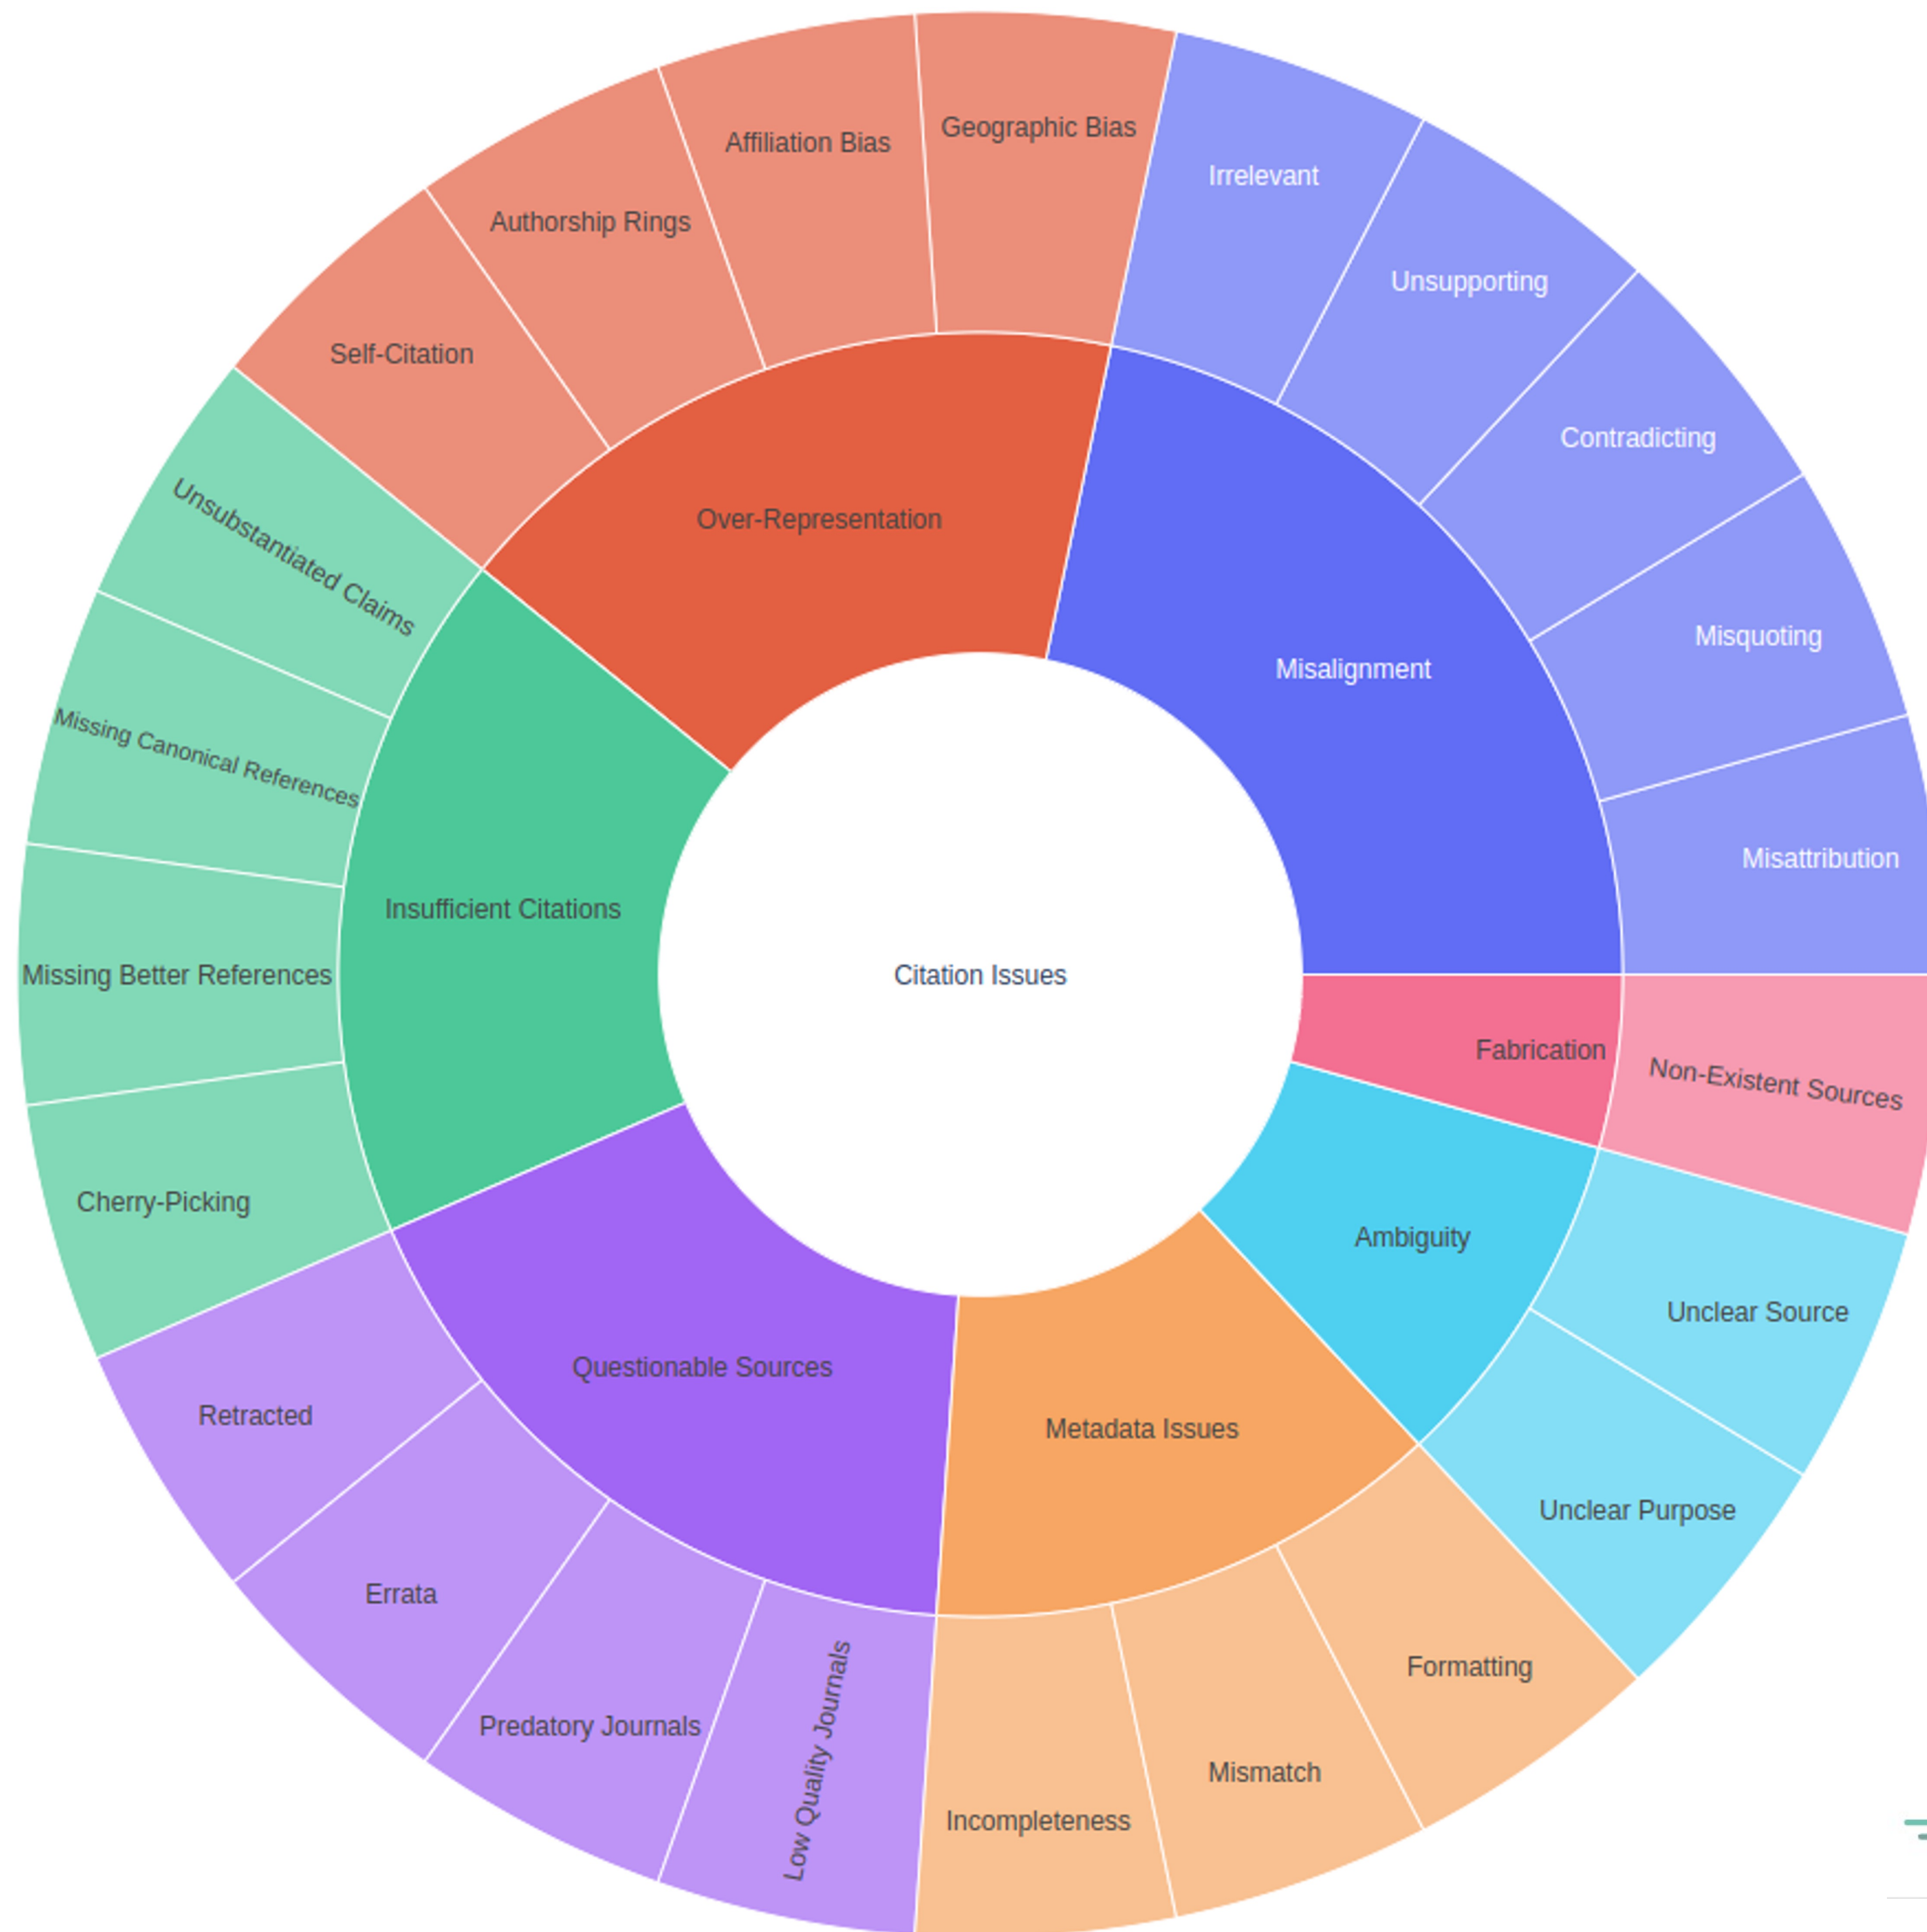 Geographic Bias
Affiliation Bias
Irrelevant
Authorship Rings
Unsupporting
Self-Citation
Contradicting
Unsubstantiated Claims
Over-Representation
Misquoting
Misalignment
Missing Canonical References
Misattribution
Insufficient Citations
Missing Better References
Citation Issues
Fabrication
Non-Existent Sources
Cherry-Picking
Ambiguity
Unclear Source
Questionable Sources
Retracted
Metadata Issues
Unclear Purpose
Errata
Formatting
Predatory Journals
Low Quality Journals
Mismatch
Incompleteness